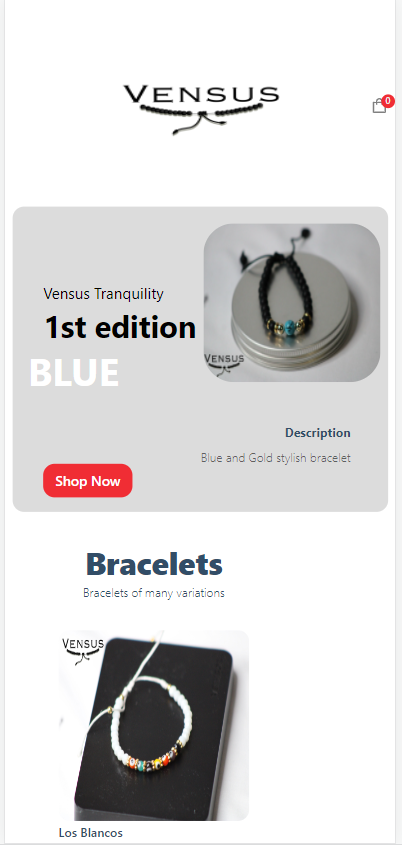 VENSUS
0
Vensus Tranquility
1st edition
BLUE
VENSUS
Description
Blue and Gold stylish bracelet
Shop Now
Bracelets
Bracelets of many variations
VENSUS
Los Blancos